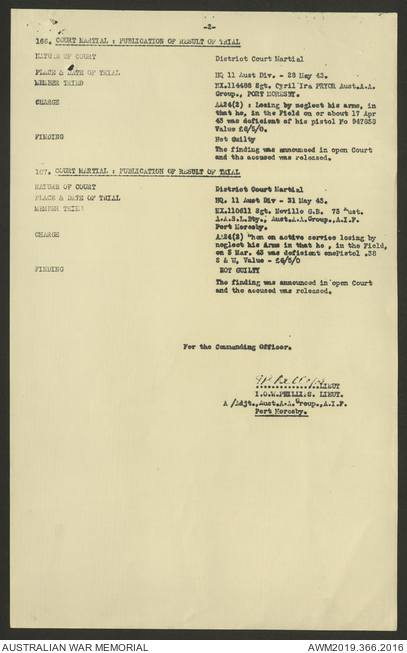 -2-
166. COURT MARTIAL : PUBLICATION OF RESULT OF TRIAL
NATURE OF COURT District Court Martial
PLACE & DATE OF TRIAL HQ 11 Aust Div. - 28 May 43.
MEMBER TRIED NX.114488 Sgt. Cyril Ira PRYOR Aust.A.A.
Group., PORT MORESBY.
CHARGE AA24(2) : Losing by neglect his arms, in
that he, in the Field on or about 17 Apr
43 was deficient of his pistol No 947858
Value £6/5/0.
FINDING Not Guilty
The finding was announced in open Court
and the accused was released.
167. COURT MARTIAL : PUBLICATION OF RESULT OF TRIAL
NATURE OF COURT District Court Martial
PLACE & DATE OF TRIAL HQ. 11 Aust Div - 31 May 43.
MEMBER TRIED NX.110611 Sgt. Neville G.B. 73 Aust.
A.A.S.L.Bty., Aust.A.A.Group.,A.I.F.
Port Moresby.
CHARGE AA24(2) When on active service losing by
neglect his Arms in that he , in the Field,
on 5 Mar. 43 was deficient onePistol .38
S & W, Value - £6/5/0
FINDING NOT GUILTY
The finding was announced in open Court
and the accused was released.
For the Commanding Officer.
LIEUT
PHILLIPS. LIEUT.
A /Adjt.,Aust.A.A.Group.,A.I.F.
Port Moresby.
AUSTRALIAN WAR MEMORIAL AWM2019.366.2016